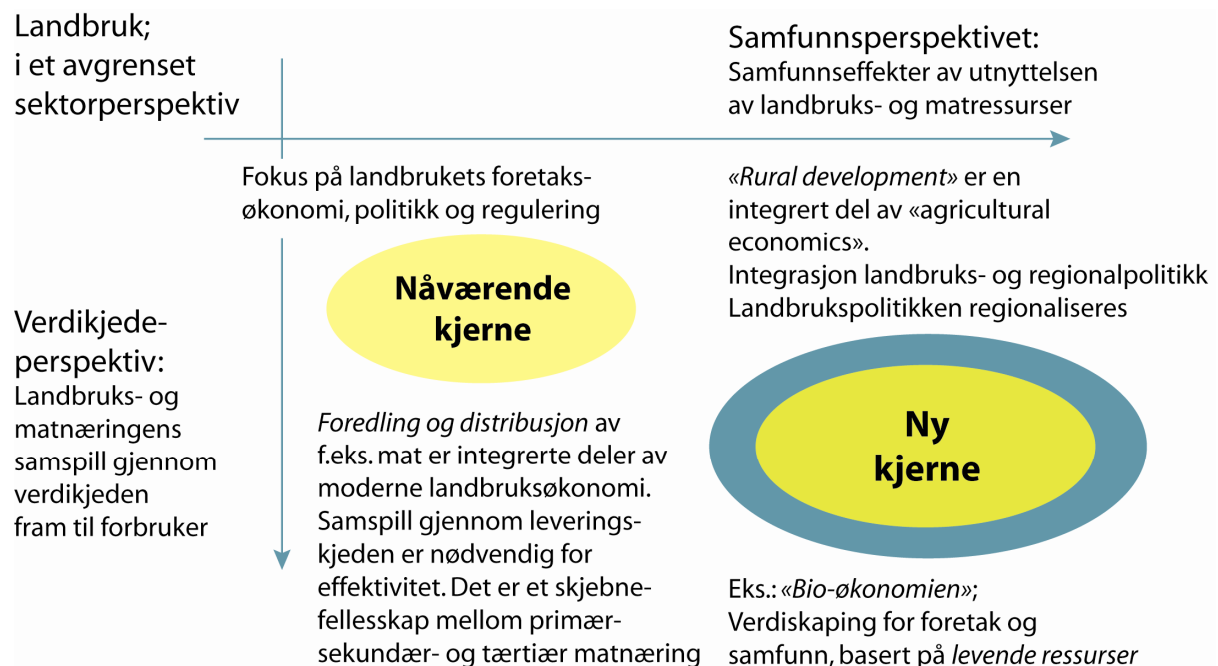 Landbruk;
i et avgrenset
sektorperspektiv
Samfunnsperspektivet:
Samfunnseffekter av utnyttelsen
av landbruks- og matressurser
Fokus på landbrukets foretaks-
økonomi, politikk og regulering
«Rural development» er en
integrert del av «agricultural
economics».
Integrasjon landbruks- og regionalpolitikk
Landbrukspolitikken regionaliseres
Nåværende
kjerne
Verdikjede-
perspektiv:
Landbruks- og
matnæringens
samspill gjennom
verdikjeden
fram til forbruker
Ny
kjerne
Foredling og distribusjon av
f.eks. mat er integrerte deler av
moderne landbruksøkonomi.
Samspill gjennom leverings-
kjeden er nødvendig for
effektivitet. Det er et skjebne-
fellesskap mellom primær-
sekundær- og tærtiær matnæring
Eks.: «Bio-økonomien»;
Verdiskaping for foretak og
samfunn, basert på levende ressurser